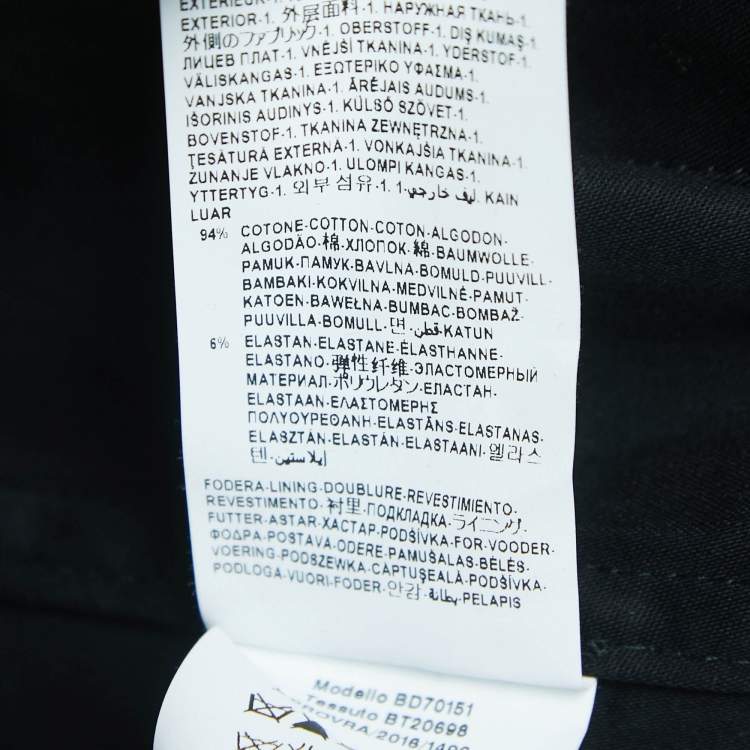 EXTERIOR-1. 外层面料-1. НАРУЖНАЯ ТКАНЬ-1.
外側のファブリック-1. OBERSTOFF-1. DIŞ KUMAŞ-1.
ЛИЦЕВ ПЛАТ-1. VNĚJŠÍ TKANINA-1. YDERSTOF-1.
VÄLISKANGAS-1. ΕΞΩΤΕΡΙΚΟ ΥΦΑΣΜΑ-1.
VANJSKA TKANINA-1. ĀRĒJAIS AUDUMS-1.
IŠORINIS AUDINYS-1. KÜLSŐ SZÖVET-1.
BOVENSTOF-1. TKANINA ZEWNĘTRZNA-1.
ŢESĂTURĂ EXTERNĂ-1. VONKAJŠIA TKANINA-1.
ZUNANJE VLAKNO-1. ULOMPI KANGAS-1.
YTTERTYG-1. 외부 섬유-1. ليف خارجي-1. KAIN
LUAR
94% COTONE-COTTON-COTON-ALGODON-
ALGODÃO-棉-ХЛОПОК-綿-BAUMWOLLE-
PAMUK-ПАМУК-BAVLNA-BOMULD-PUUVILL-
BAMBAKI-KOKVILNA-MEDVILNĖ-PAMUT-
KATOEN-BAWEŁNA-BUMBAC-BOMBAŽ-
PUUVILLA-BOMULL-면-قطن-KATUN
6% ELASTAN-ELASTANE-ÉLASTHANNE-
ELASTANO-弹性纤维-ЭЛАСТОМЕРНЫЙ
МАТЕРИАЛ-ポリウレタン-ЕЛАСТАН-
ELASTAAN-ΕΛΑΣΤΟΜΕΡΗΣ
ΠΟΛΥΟΥΡΕΘΑΝΗ-ELASTĀNS-ELASTANAS-
ELASZTÁN-ELASTÁN-ELASTAANI-엘라스
텐-إيلاستين
FODERA-LINING-DOUBLURE-REVESTIMIENTO-
REVESTIMENTO-衬里-ПОДКЛАДКА-ライニング-
FUTTER-ASTAR-ХАСТАР-PODŠÍVKA-FOR-VOODER-
ΦΟΔΡΑ-POSTAVA-ODERE-PAMUŠALAS-BÉLÉS-
VOERING-PODSZEWKA-CĂPTUŞEALĂ-PODŠÍVKA-
PODLOGA-VUORI-FODER-안감-بطانة-PELAPIS
Modello BD70151
Tessuto BT20698